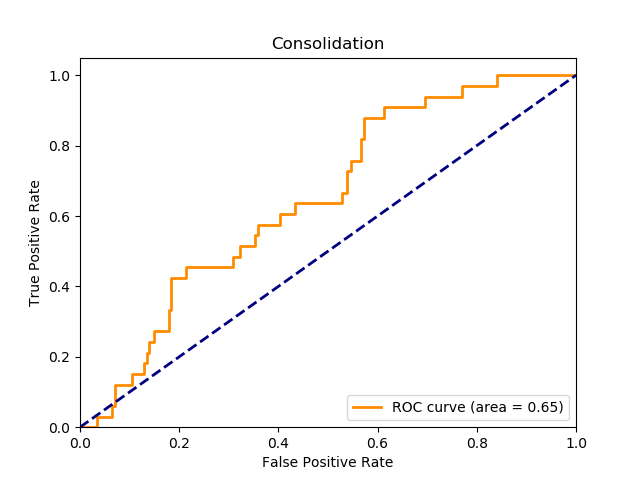 Consolidation
1.0
0.8
0.6
0.4
0.2
0.0
True Positive Rate
ROC curve (area = 0.65)
0.0 0.2 0.4 0.6 0.8 1.0
False Positive Rate